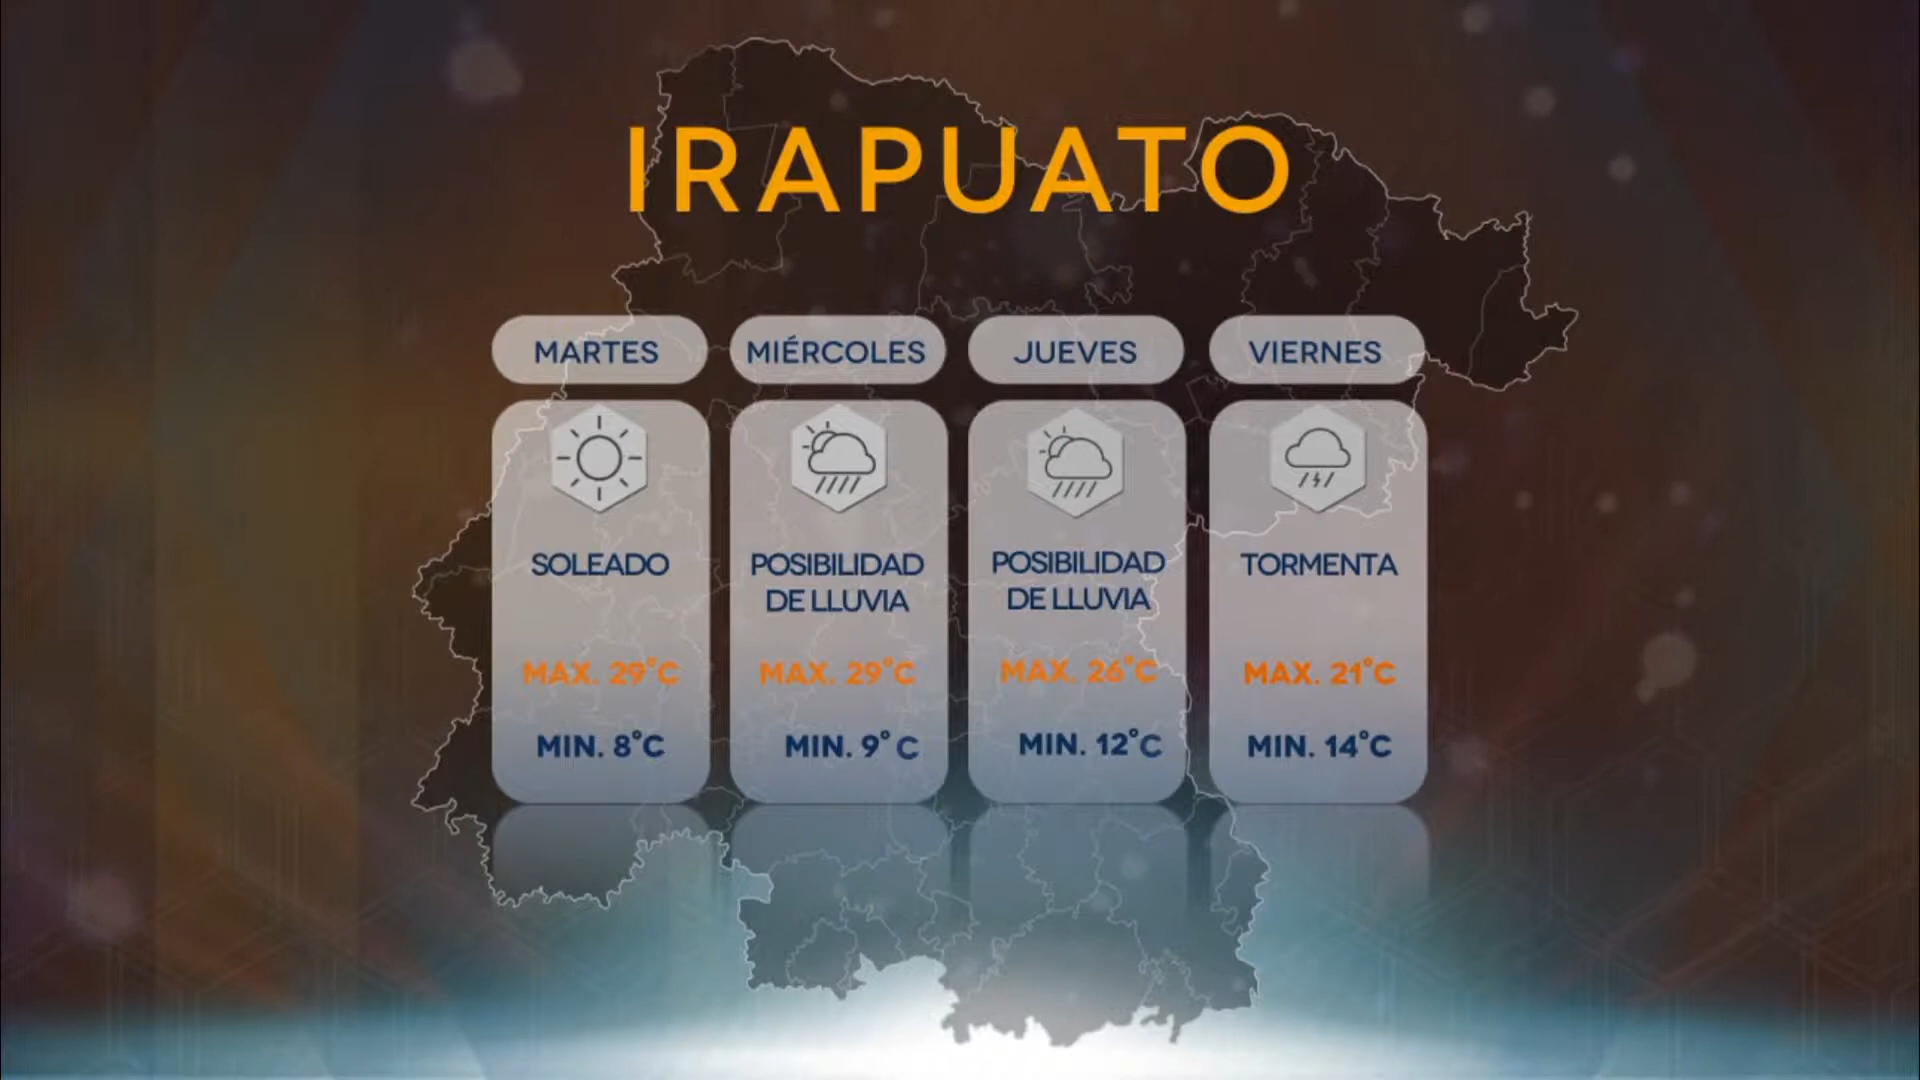 IRAPUATO
MARTES
SOLEADO
MAX. 29°C
MIN. 8°C
MIÉRCOLES
POSIBILIDAD
DE LLUVIA
MAX. 29°C
MIN. 9°C
JUEVES
POSIBILIDAD
DE LLUVIA
MAX. 26°C
MIN. 12°C
VIERNES
TORMENTA
MAX. 21°C
MIN. 14°C